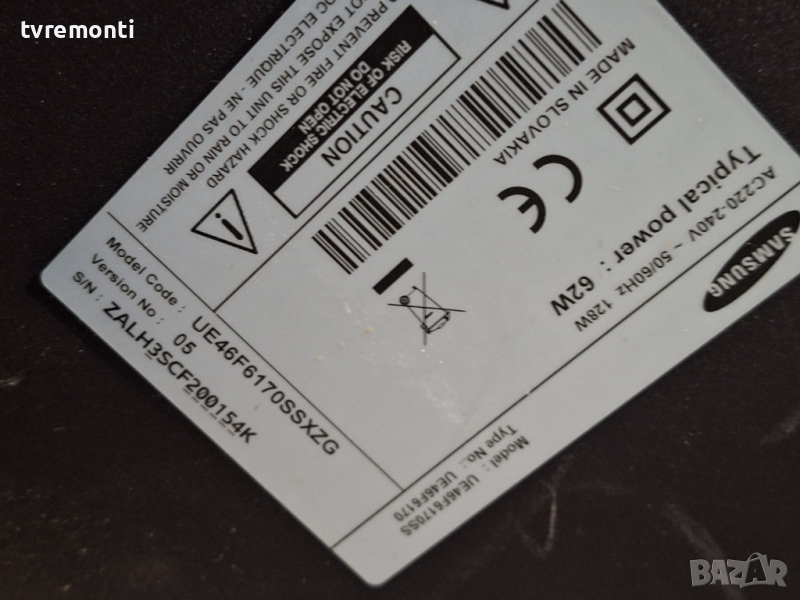 tvremonti
SAMSUNG
AC220-240V ~ 50/60Hz 128W
Typical power : 62W
MADE IN SLOVAKIA
CAUTION
RISK OF ELECTRIC SHOCK
DO NOT OPEN
PREVENT FIRE OR SHOCK HAZARD
NOT EXPOSE THIS UNIT TO RAIN OR MOISTURE
ELECTRIQUE - NE PAS OUVRIR
Model : UE46F6170SS
Type No.: UE46F6170
Model Code : UE46F6170SSXZG
Version No : 05
S/N : ZALH3SCF200154K
BAZAR